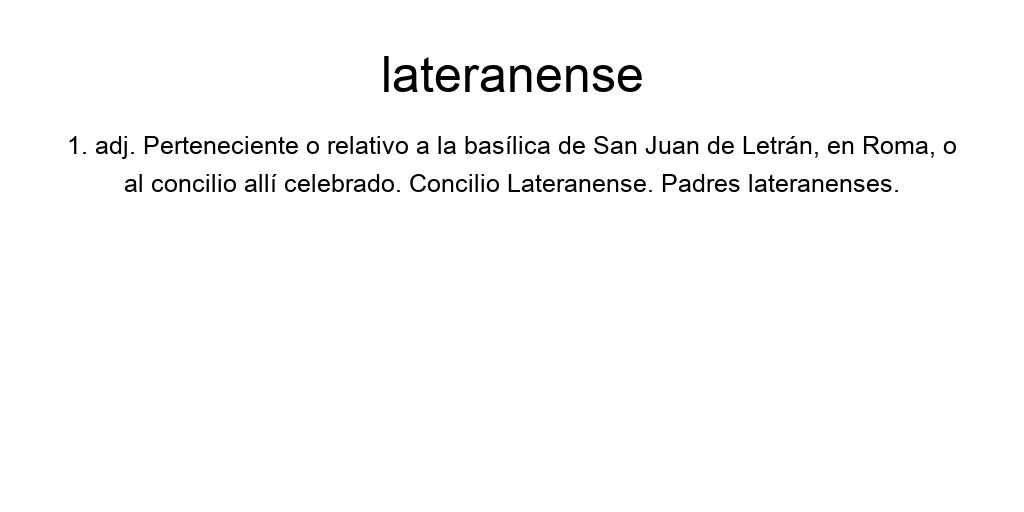 lateranense
1. adj. Perteneciente o relativo a la basílica de San Juan de Letrán, en Roma, o
al concilio allí celebrado. Concilio Lateranense. Padres lateranenses.